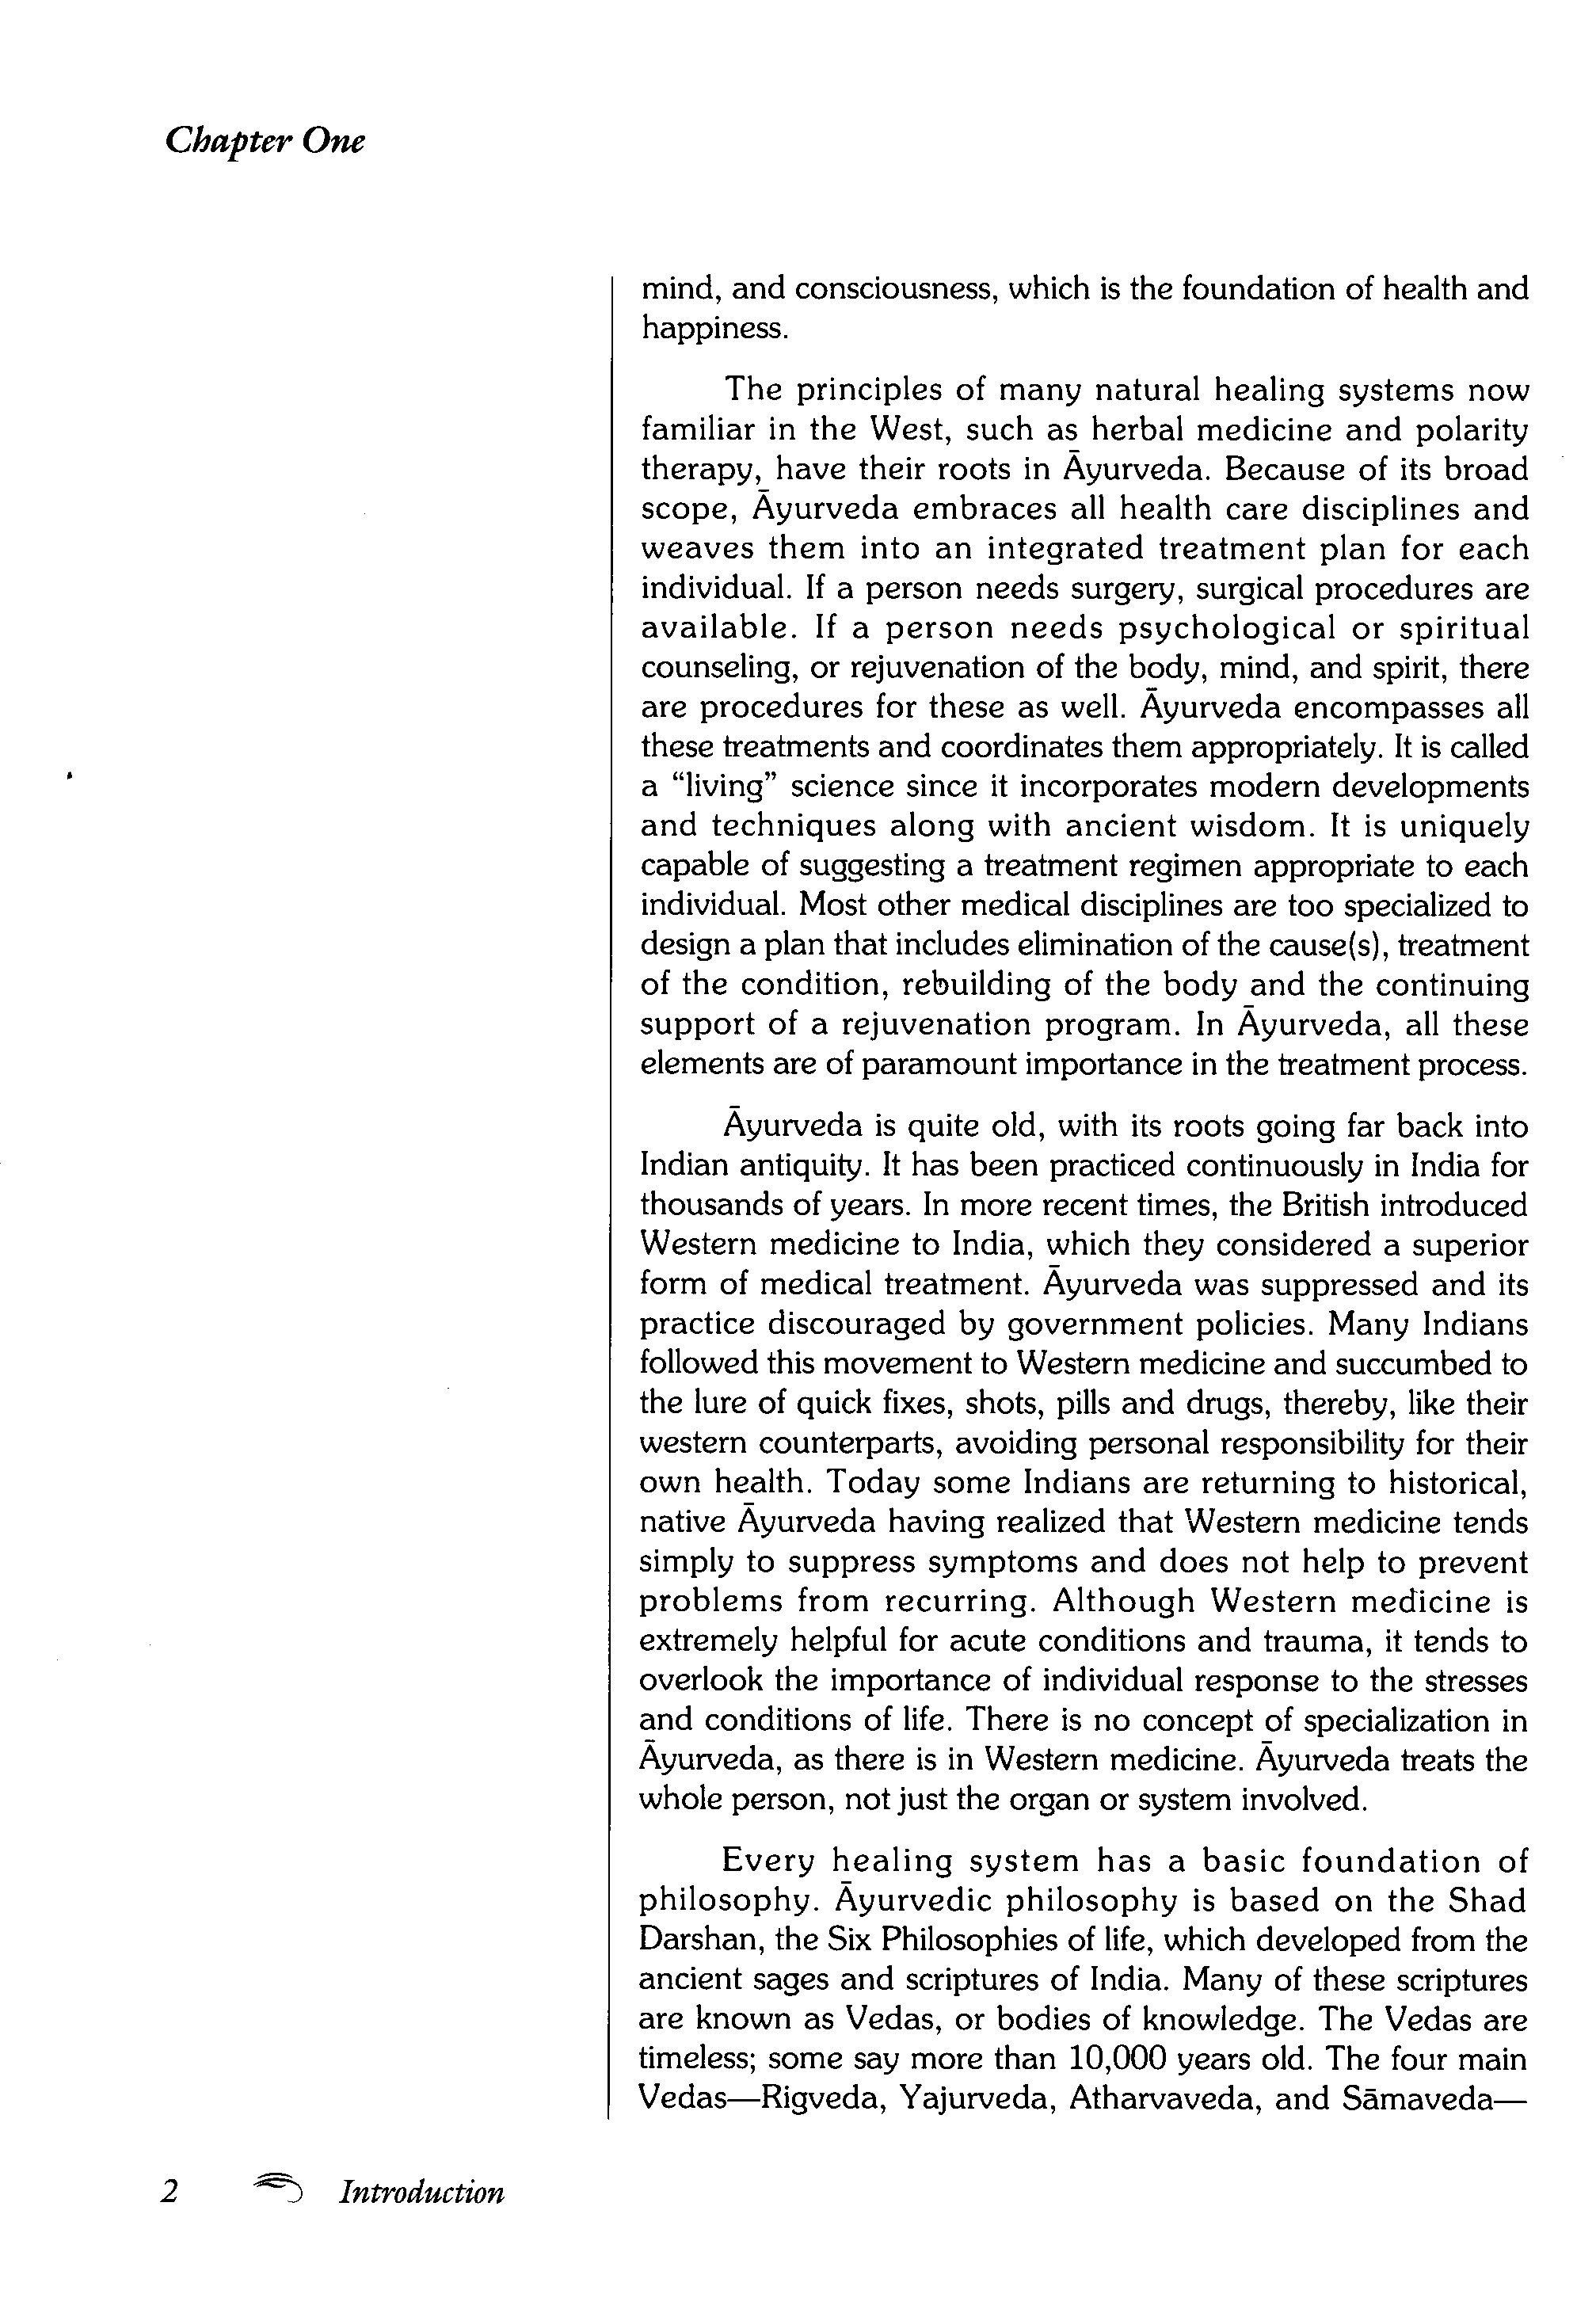 Chapter One
mind, and consciousness, which is the foundation of health and
happiness.
The principles of many natural healing systems now
familiar in the West, such as herbal medicine and polarity
therapy, have their roots in Āyurveda. Because of its broad
scope, Āyurveda embraces all health care disciplines and
weaves them into an integrated treatment plan for each
individual. If a person needs surgery, surgical procedures are
available. If a person needs psychological or spiritual
counseling, or rejuvenation of the body, mind, and spirit, there
are procedures for these as well. Āyurveda encompasses all
these treatments and coordinates them appropriately. It is called
a “living” science since it incorporates modern developments
and techniques along with ancient wisdom. It is uniquely
capable of suggesting a treatment regimen appropriate to each
individual. Most other medical disciplines are too specialized to
design a plan that includes elimination of the cause(s), treatment
of the condition, rebuilding of the body and the continuing
support of a rejuvenation program. In Āyurveda, all these
elements are of paramount importance in the treatment process.
Āyurveda is quite old, with its roots going far back into
Indian antiquity. It has been practiced continuously in India for
thousands of years. In more recent times, the British introduced
Western medicine to India, which they considered a superior
form of medical treatment. Āyurveda was suppressed and its
practice discouraged by government policies. Many Indians
followed this movement to Western medicine and succumbed to
the lure of quick fixes, shots, pills and drugs, thereby, like their
western counterparts, avoiding personal responsibility for their
own health. Today some Indians are returning to historical,
native Āyurveda having realized that Western medicine tends
simply to suppress symptoms and does not help to prevent
problems from recurring. Although Western medicine is
extremely helpful for acute conditions and trauma, it tends to
overlook the importance of individual response to the stresses
and conditions of life. There is no concept of specialization in
Āyurveda, as there is in Western medicine. Āyurveda treats the
whole person, not just the organ or system involved.
Every healing system has a basic foundation of
philosophy. Āyurvedic philosophy is based on the Shad
Darshan, the Six Philosophies of life, which developed from the
ancient sages and scriptures of India. Many of these scriptures
are known as Vedas, or bodies of knowledge. The Vedas are
timeless; some say more than 10,000 years old. The four main
Vedas—Rigveda, Yajurveda, Atharvaveda, and Sāmaveda—
2 Introduction